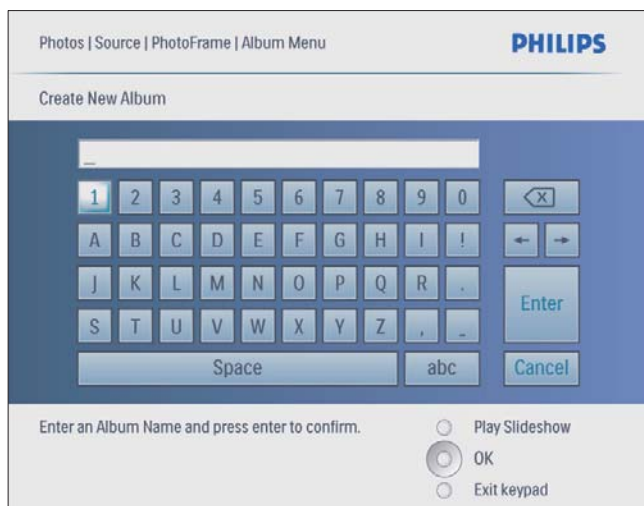 Photos | Source | PhotoFrame | Album Menu
PHILIPS
Create New Album
_
1 2 3 4 5 6 7 8 9 0
A B C D E F G H I !
J K L M N O P Q R .
S T U V W X Y Z , _
Enter
Space abc Cancel
Enter an Album Name and press enter to confirm.
Play Slideshow
OK
Exit keypad